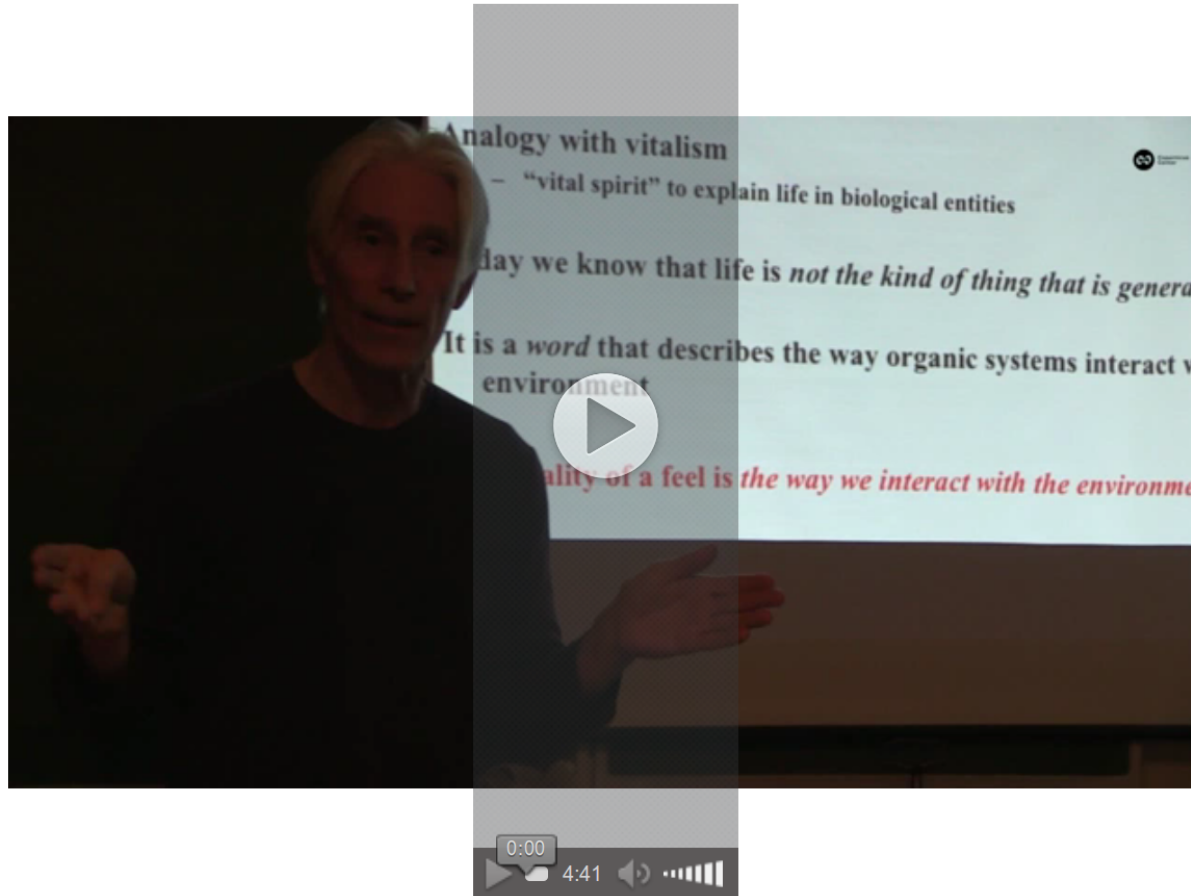 Analogy with vitalism
– “vital spirit” to explain life in biological entities
day we know that life is not the kind of thing that is genera
It is a word that describes the way organic systems interact w
environment
ality of a feel is the way we interact with the environme
0:00
4:41